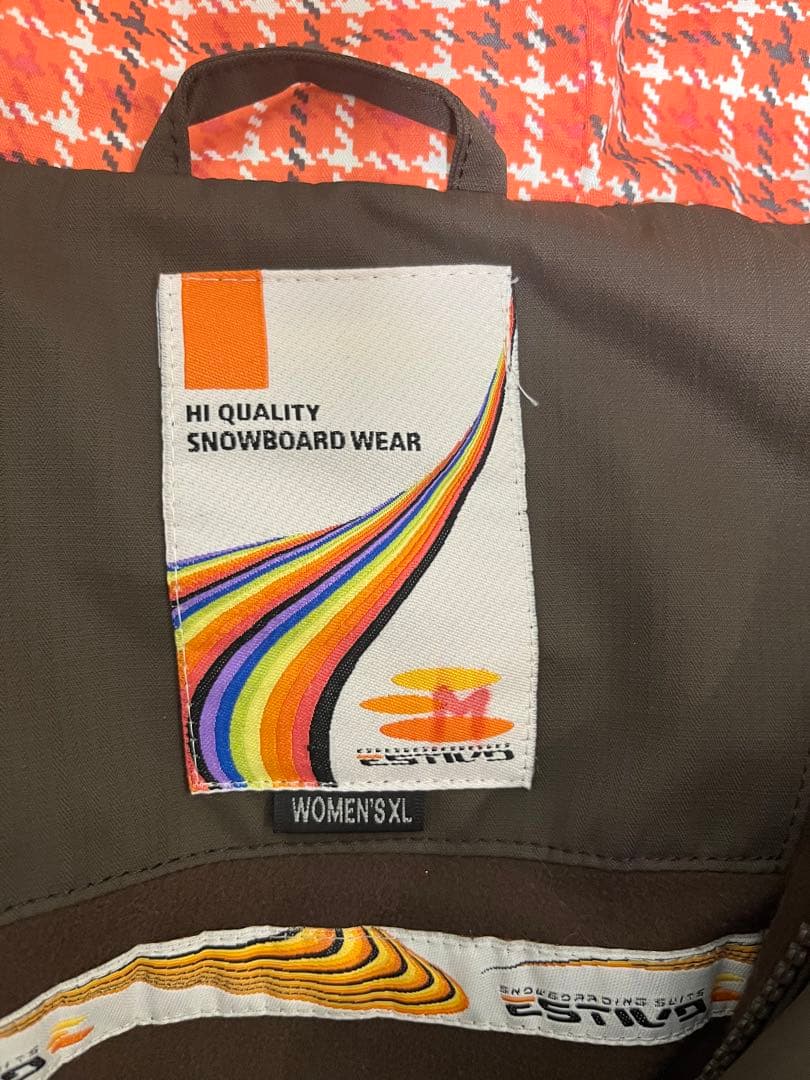 HI QUALITY
SNOWBOARD WEAR
M
ESTIVO
WOMEN'S XL
SNOWBOARDING SUITS
ESTIVO